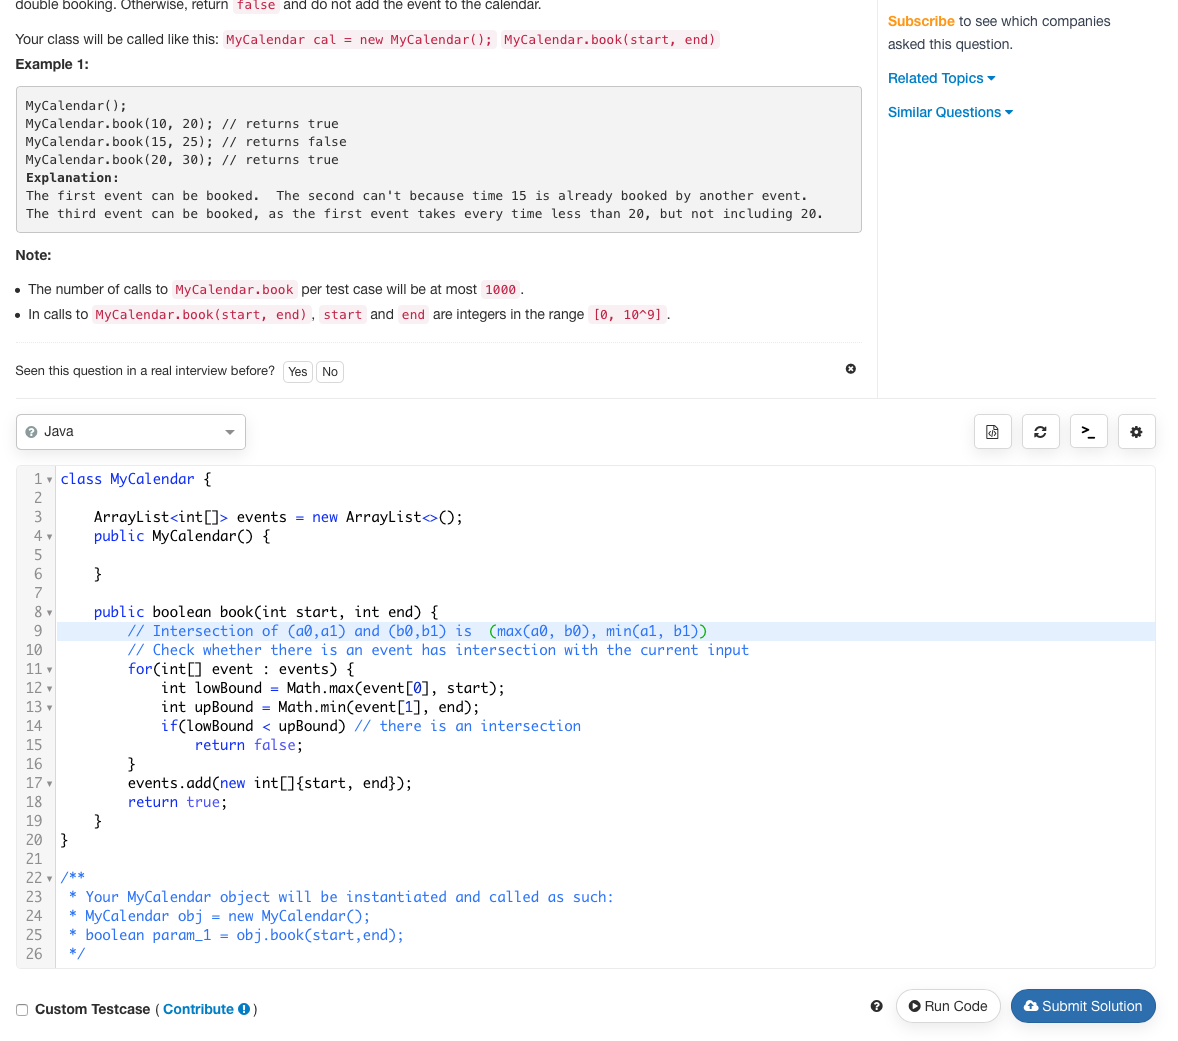 double booking. Otherwise, return false and do not add the event to the calendar.
Your class will be called like this: MyCalendar cal = new MyCalendar(); MyCalendar.book(start, end)
Example 1:
MyCalendar();
MyCalendar.book(10, 20); // returns true
MyCalendar.book(15, 25); // returns false
MyCalendar.book(20, 30); // returns true
Explanation:
The first event can be booked.  The second can't because time 15 is already booked by another event.
The third event can be booked, as the first event takes every time less than 20, but not including 20.
Note:
• The number of calls to MyCalendar.book per test case will be at most 1000 .
• In calls to MyCalendar.book(start, end) , start and end are integers in the range [0, 10^9] .
Seen this question in a real interview before? Yes No
Subscribe to see which companies
asked this question.
Related Topics
Similar Questions
Java
>_
1 class MyCalendar {
2
3     ArrayList<int[]> events = new ArrayList<>();
4     public MyCalendar() {
5
6     }
7
8     public boolean book(int start, int end) {
9         // Intersection of (a0,a1) and (b0,b1) is  (max(a0, b0), min(a1, b1))
10         // Check whether there is an event has intersection with the current input
11         for(int[] event : events) {
12             int lowBound = Math.max(event[0], start);
13             int upBound = Math.min(event[1], end);
14             if(lowBound < upBound) // there is an intersection
15                 return false;
16         }
17         events.add(new int[]{start, end});
18         return true;
19     }
20 }
21
22 /**
23  * Your MyCalendar object will be instantiated and called as such:
24  * MyCalendar obj = new MyCalendar();
25  * boolean param_1 = obj.book(start,end);
26  */
Custom Testcase ( Contribute )
Run Code
Submit Solution